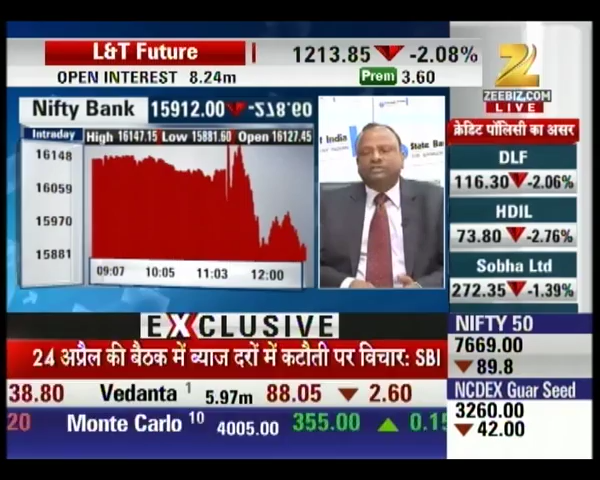 L&T Future
1213.85 -2.08%
OPEN INTEREST 8.24m
Prem 3.60
ZEEBIZ.COM
LIVE
Nifty Bank 15912.00 -278.60
Intraday High 16147.15 Low 15881.60 Open 16127.45
16148
16059
15970
15881
09:07 10:05 11:03 12:00
India
State Ba
क्रेडिट पॉलिसी का असर
DLF
116.30 -2.06%
HDIL
73.80 -2.76%
Sobha Ltd
272.35 -1.39%
EXCLUSIVE
24 अप्रैल की बैठक में ब्याज दरों में कटौती पर विचार: SBI
NIFTY 50
7669.00
89.8
38.80 Vedanta 1 5.97m 88.05 2.60
20 Monte Carlo 10 4005.00 355.00 0.15
NCDEX Guar Seed
3260.00
42.00